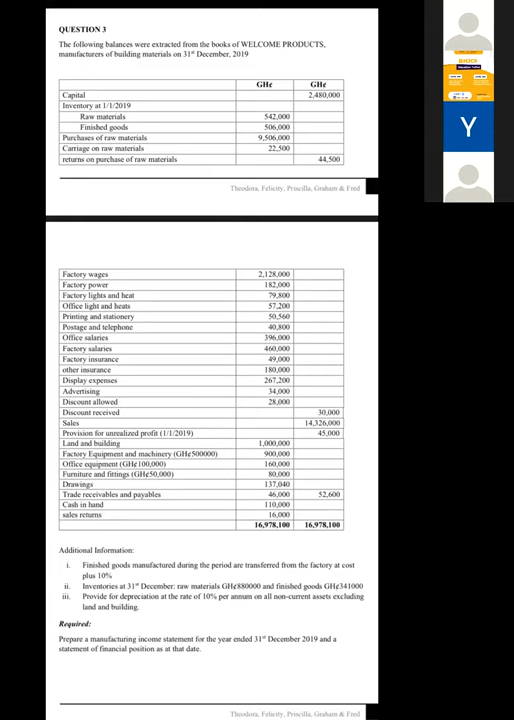 QUESTION 3
The following balances were extracted from the books of WELCOME PRODUCTS,
manufacturers of building materials on 31st December, 2019
GH¢ GH¢
Capital 2,480,000
Inventory at 1/1/2019
Raw materials 542,000
Finished goods 506,000
Purchases of raw materials 9,506,000
Carriage on raw materials 22,500
returns on purchase of raw materials 44,500
Theodora, Felicity, Priscilla, Graham & Fred
Factory wages 2,128,000
Factory power 182,000
Factory lights and heat 79,800
Office light and heats 57,200
Printing and stationery 50,560
Postage and telephone 40,800
Office salaries 396,000
Factory salaries 460,000
Factory insurance 49,000
other insurance 180,000
Display expenses 267,200
Advertising 34,000
Discount allowed 28,000
Discount received 30,000
Sales 14,326,000
Provision for unrealized profit (1/1/2019) 45,000
Land and building 1,000,000
Factory Equipment and machinery (GH¢500000) 900,000
Office equipment (GH¢100,000) 160,000
Furniture and fittings (GH¢50,000) 80,000
Drawings 137,040
Trade receivables and payables 46,000 52,600
Cash in hand 110,000
sales returns 16,000
16,978,100 16,978,100
Additional Information:
i. Finished goods manufactured during the period are transferred from the factory at cost
plus 10%
ii. Inventories at 31st December: raw materials GH¢880000 and finished goods GH¢341000
iii. Provide for depreciation at the rate of 10% per annum on all non-current assets excluding
land and building.
Required:
Prepare a manufacturing income statement for the year ended 31st December 2019 and a
statement of financial position as at that date.
Theodora, Felicity, Priscilla, Graham & Fred
Y